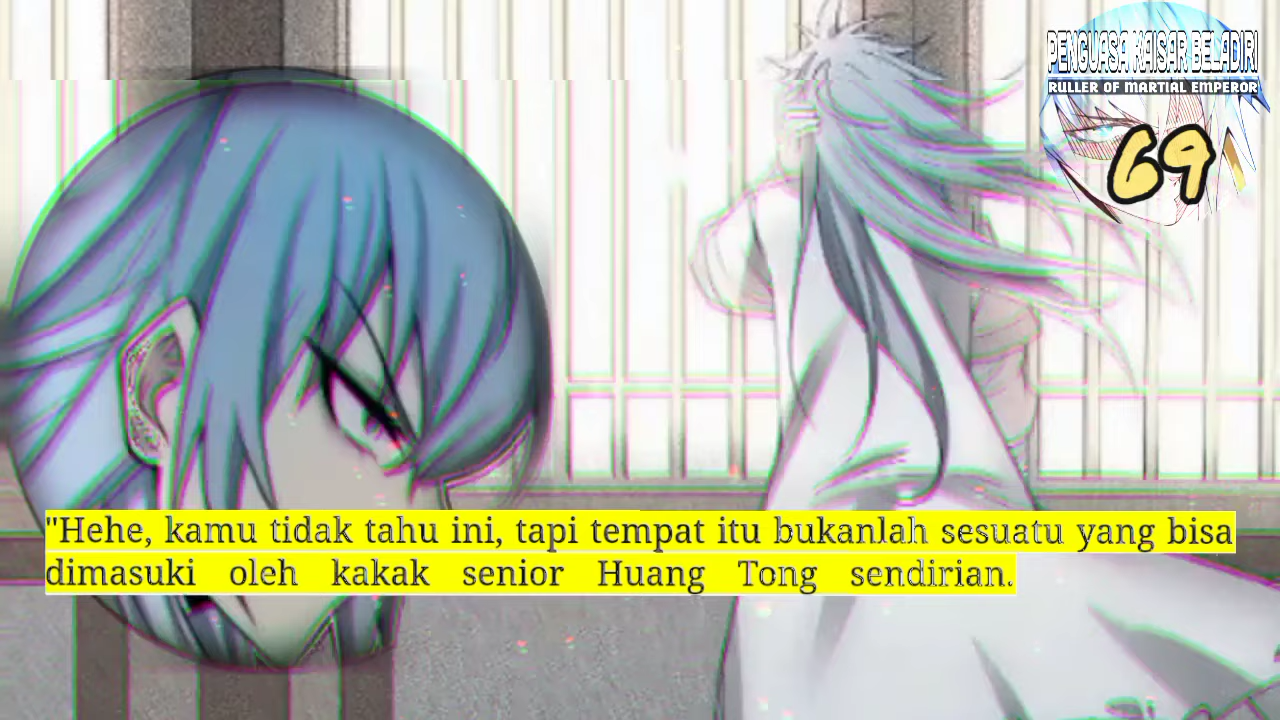 PENGUASA KAISAR BELADIRI
RULLER OF MARTIAL EMPEROR
69
"Hehe, kamu tidak tahu ini, tapi tempat itu bukanlah sesuatu yang bisa
dimasuki oleh kakak senior Huang Tong sendirian.